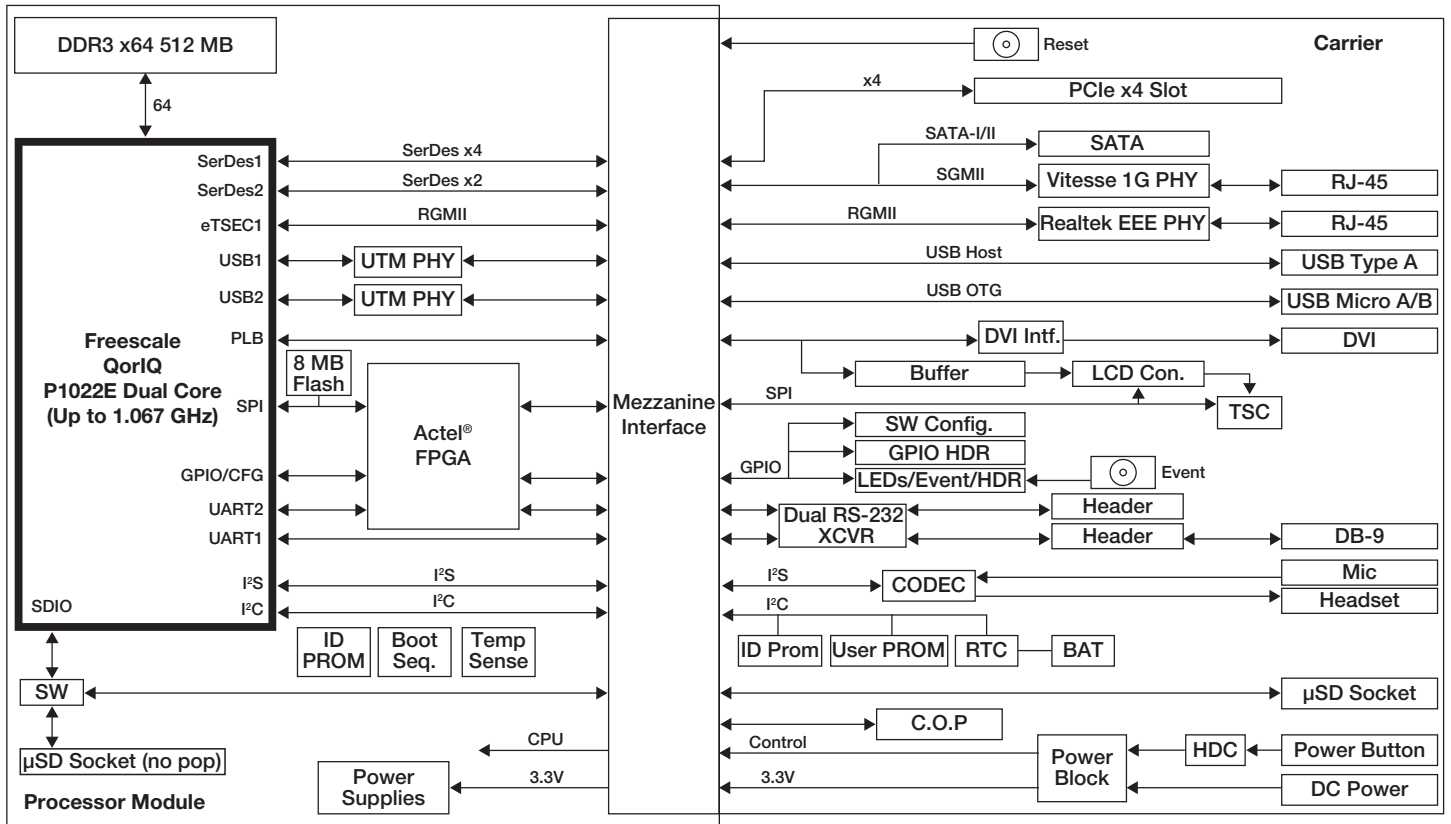 DDR3 x64 512 MB
64
Freescale
QorIQ
P1022E Dual Core
(Up to 1.067 GHz)
SerDes1
SerDes2
eTSEC1
USB1
USB2
PLB
SPI
GPIO/CFG
UART2
UART1
I²S
I²C
SDIO
SerDes x4
SerDes x2
RGMII
UTM PHY
UTM PHY
8 MB
Flash
Actel®
FPGA
I²S
I²C
ID
PROM
Boot
Seq.
Temp
Sense
SW
µSD Socket (no pop)
CPU
3.3V
Power
Supplies
Processor Module
Mezzanine
Interface
Reset
Carrier
x4
PCIe x4 Slot
SATA-I/II
SATA
SGMII
Vitesse 1G PHY
RJ-45
RGMII
Realtek EEE PHY
RJ-45
USB Host
USB Type A
USB OTG
USB Micro A/B
DVI Intf.
DVI
Buffer
LCD Con.
SPI
TSC
SW Config.
GPIO HDR
GPIO
LEDs/Event/HDR
Event
Dual RS-232
XCVR
Header
Header
DB-9
I²S
CODEC
Mic
Headset
I²C
ID Prom
User PROM
RTC
BAT
µSD Socket
C.O.P
Control
3.3V
Power
Block
HDC
Power Button
DC Power